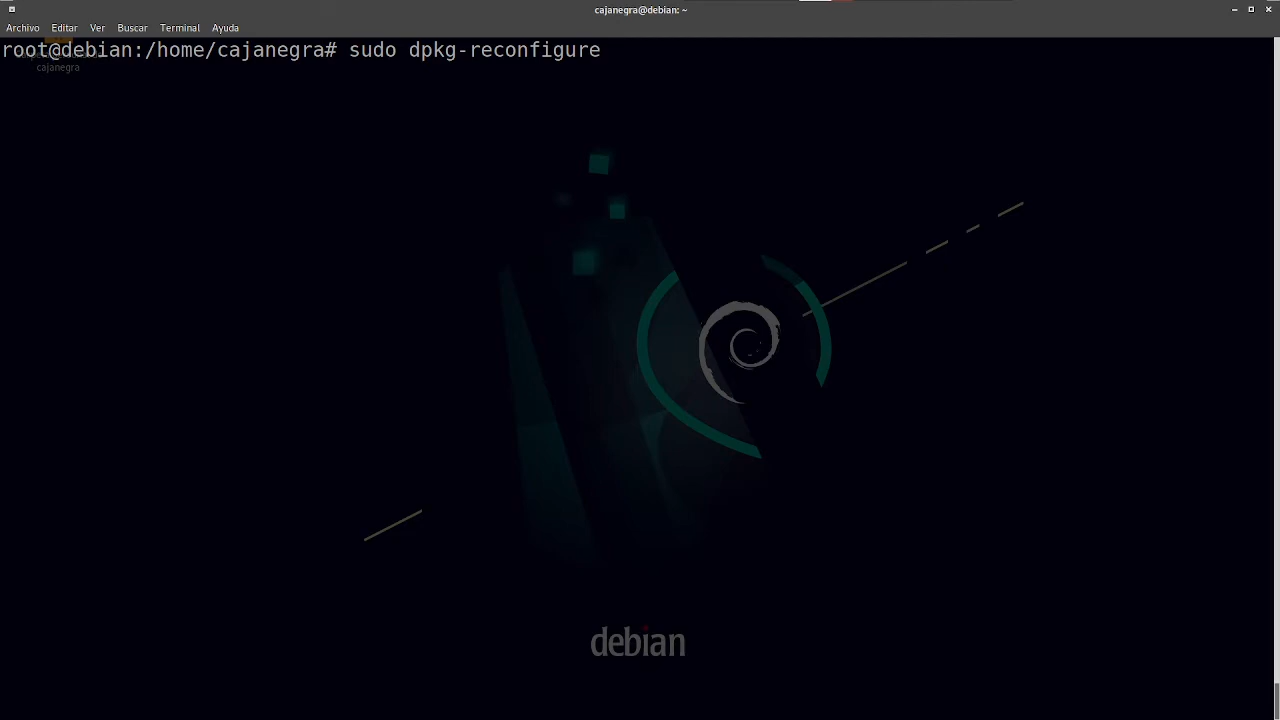 cajanegra@debian: ~
Archivo Editar Ver Buscar Terminal Ayuda
root@debian:/home/cajanegra# sudo dpkg-reconfigure
cajanegra
debian